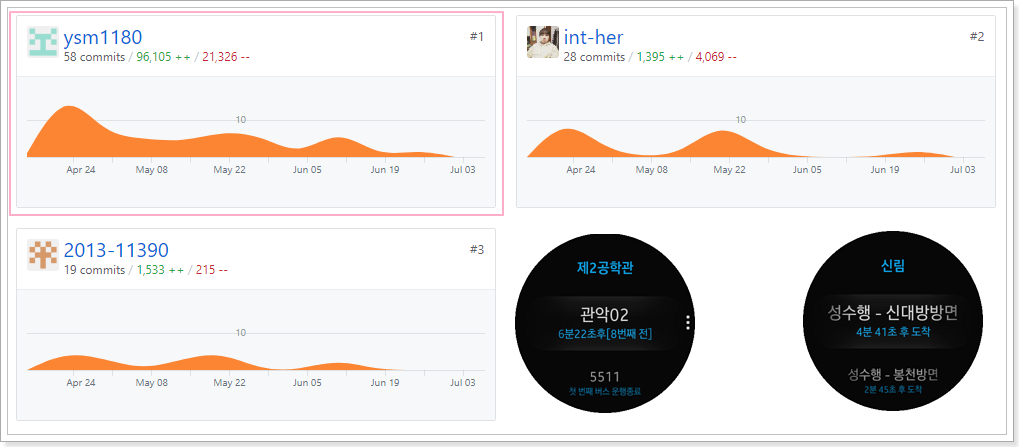 ysm1180
#1
58 commits / 96,105 ++ / 21,326 --
10
Apr 24 May 08 May 22 Jun 05 Jun 19 Jul 03
int-her
#2
28 commits / 1,395 ++ / 4,069 --
10
Apr 24 May 08 May 22 Jun 05 Jun 19 Jul 03
2013-11390
#3
19 commits / 1,533 ++ / 215 --
10
Apr 24 May 08 May 22 Jun 05 Jun 19 Jul 03
제2공학관
관악02
6분22초후[8번째 전]
5511
첫 번째 버스 운행종료
신림
성수행 - 신대방방면
4분 41초 후 도착
성수행 - 봉천방면
2분 45초 후 도착